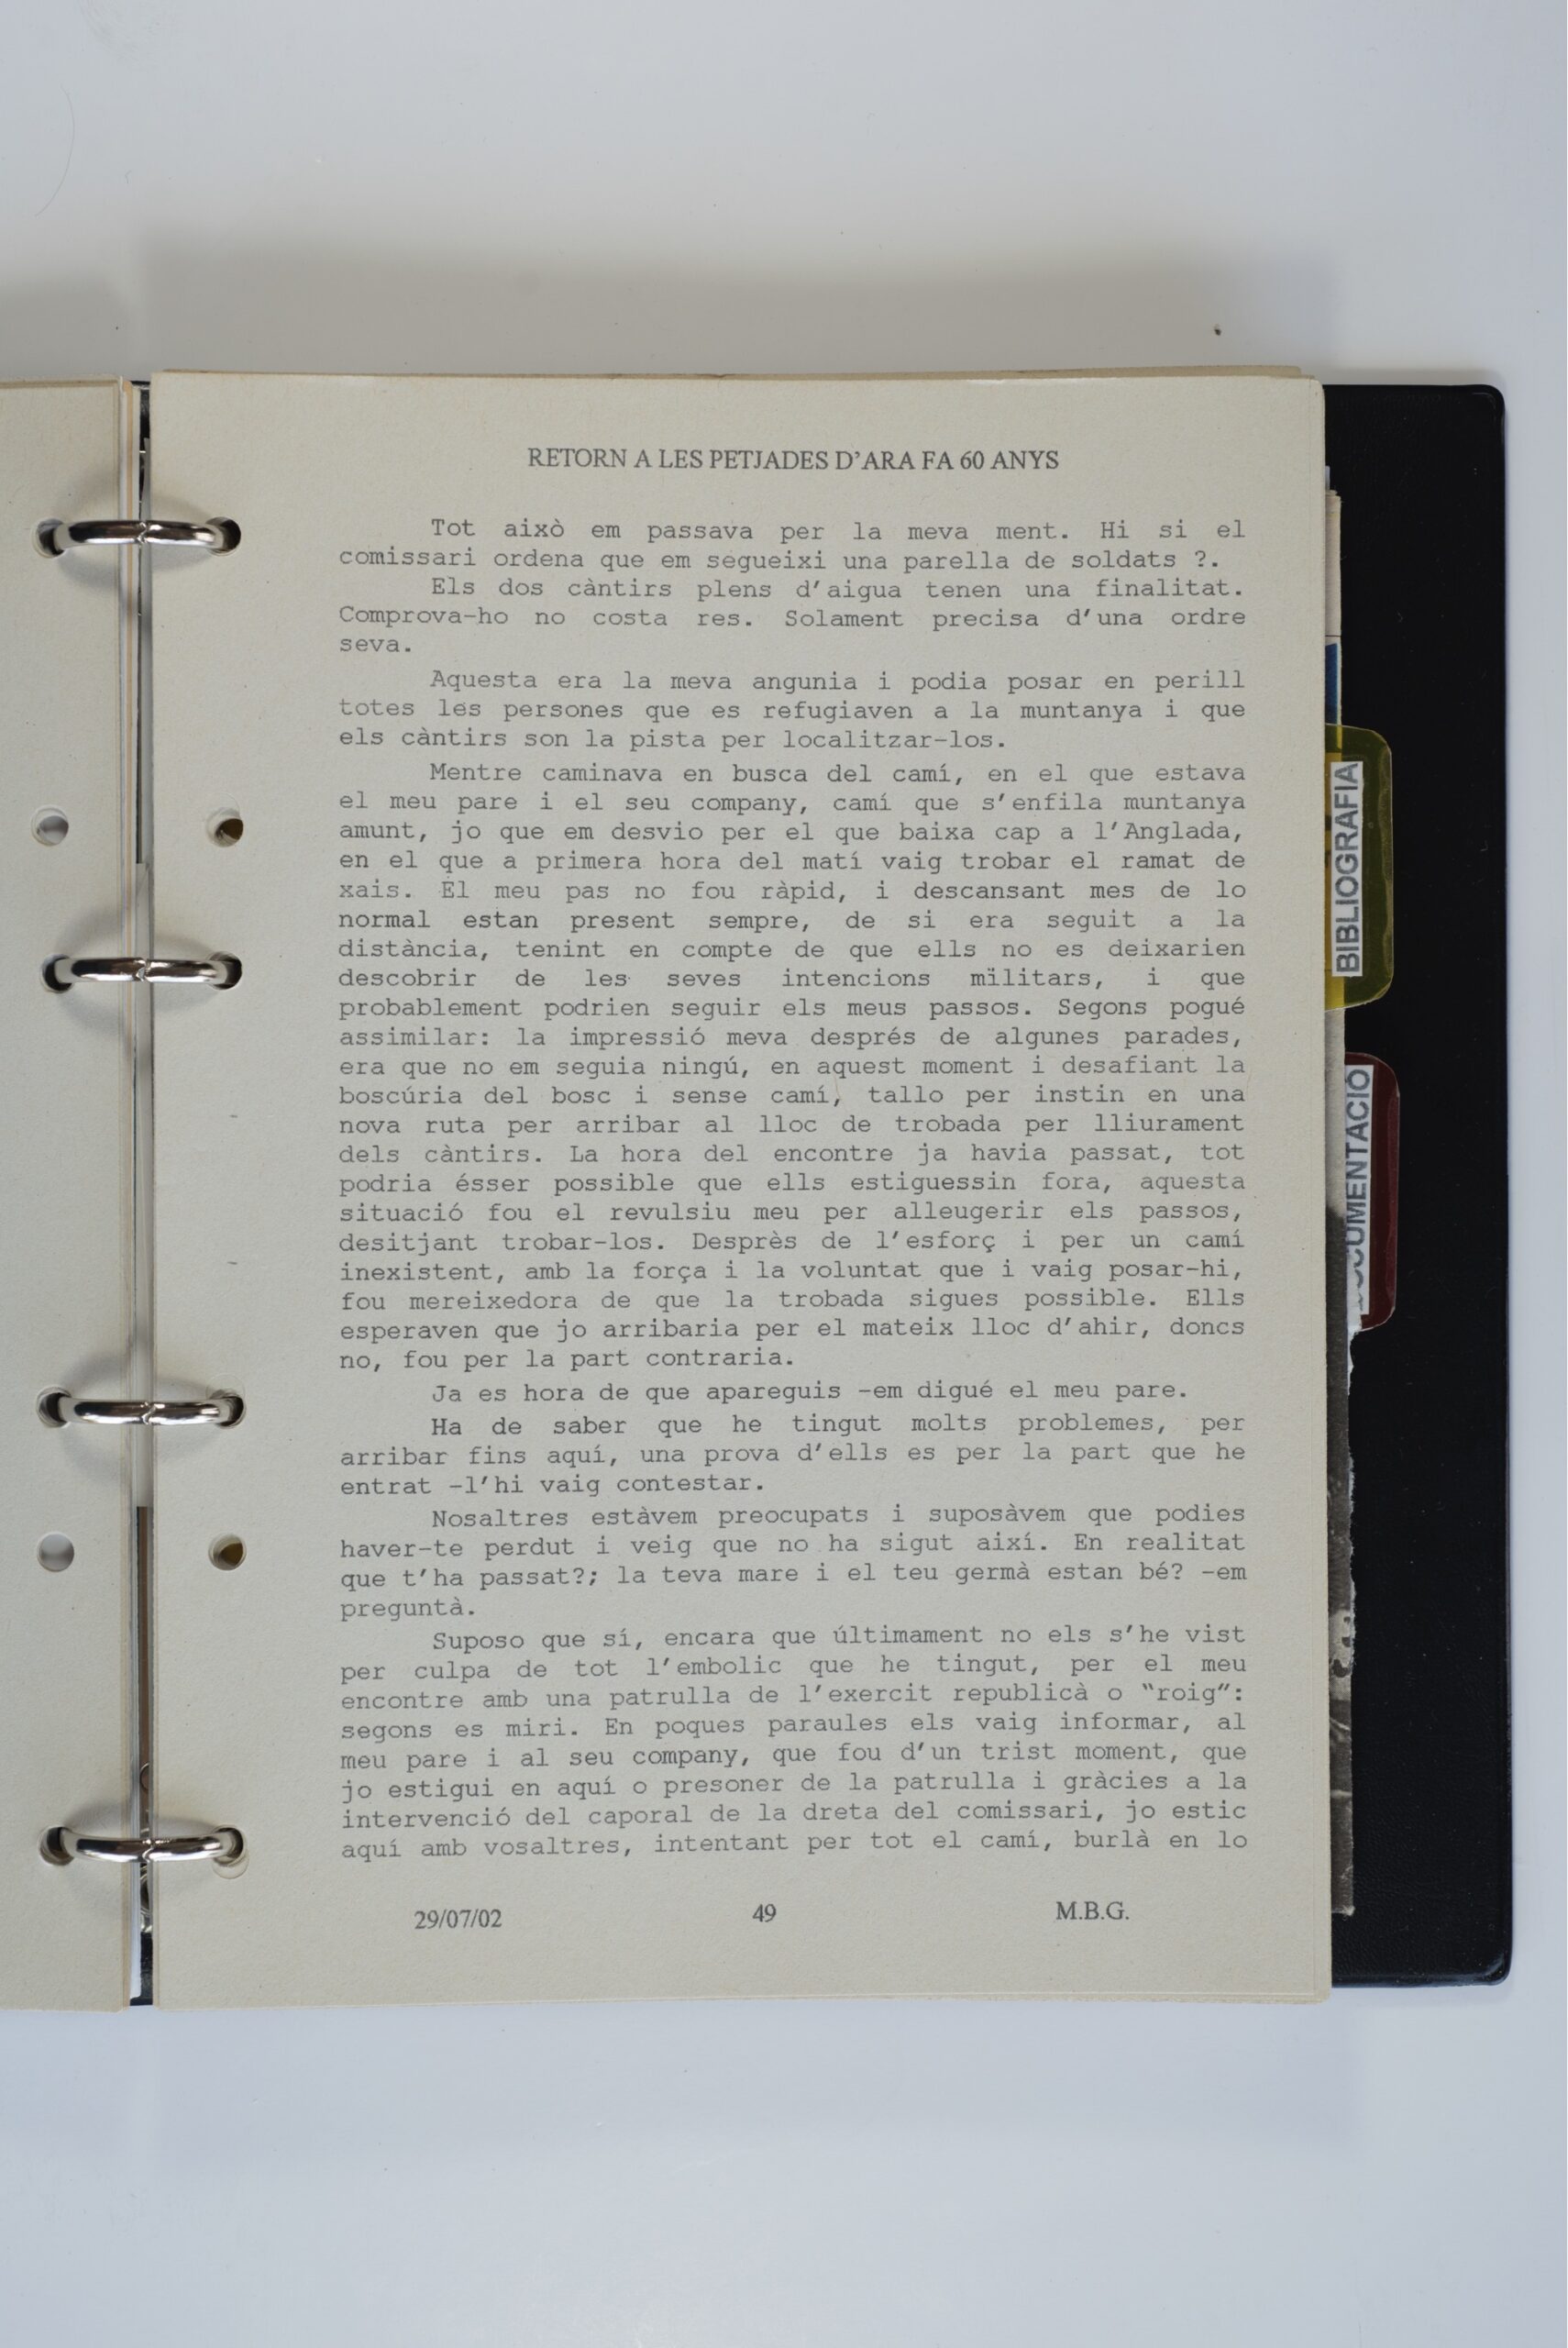 RETORN A LES PETJADES D'ARA FA 60 ANYS
Tot això em passava per la meva ment. Hi si el
comissari ordena que em segueixi una parella de soldats ?.
Els dos càntirs plens d'aigua tenen una finalitat.
Comprova-ho no costa res. Solament precisa d'una ordre
seva.
Aquesta era la meva angunia i podia posar en perill
totes les persones que es refugiaven a la muntanya i que
els càntirs son la pista per localitzar-los.
Mentre caminava en busca del camí, en el que estava
el meu pare i el seu company, camí que s'enfila muntanya
amunt, jo que em desvio per el que baixa cap a l'Anglada,
en el que a primera hora del matí vaig trobar el ramat de
xais. El meu pas no fou ràpid, i descansant mes de lo
normal estan present sempre, de si era seguit a la
distància, tenint en compte de que ells no es deixarien
descobrir de les seves intencions militars, i que
probablement podrien seguir els meus passos. Segons pogué
assimilar: la impressió meva després de algunes parades,
era que no em seguia ningú, en aquest moment i desafiant la
boscúria del bosc i sense camí, tallo per instin en una
nova ruta per arribar al lloc de trobada per lliurament
dels càntirs. La hora del encontre ja havia passat, tot
podria ésser possible que ells estiguessin fora, aquesta
situació fou el revulsiu meu per alleugerir els passos,
desitjant trobar-los. Desprès de l'esforç i per un camí
inexistent, amb la força i la voluntat que i vaig posar-hi,
fou mereixedora de que la trobada sigues possible. Ells
esperaven que jo arribaria per el mateix lloc d'ahir, doncs
no, fou per la part contraria.
Ja es hora de que apareguis -em digué el meu pare.
Ha de saber que he tingut molts problemes, per
arribar fins aquí, una prova d'ells es per la part que he
entrat -l'hi vaig contestar.
Nosaltres estàvem preocupats i suposàvem que podies
haver-te perdut i veig que no ha sigut així. En realitat
que t'ha passat?; la teva mare i el teu germà estan bé? -em
preguntà.
Suposo que sí, encara que últimament no els s'he vist
per culpa de tot l'embolic que he tingut, per el meu
encontre amb una patrulla de l'exercit republicà o "roig":
segons es miri. En poques paraules els vaig informar, al
meu pare i al seu company, que fou d'un trist moment, que
jo estigui en aquí o presoner de la patrulla i gràcies a la
intervenció del caporal de la dreta del comissari, jo estic
aquí amb vosaltres, intentant per tot el camí, burlà en lo
29/07/02 49 M.B.G.
BIBLIOGRAFIA
CUMENTACIÓ